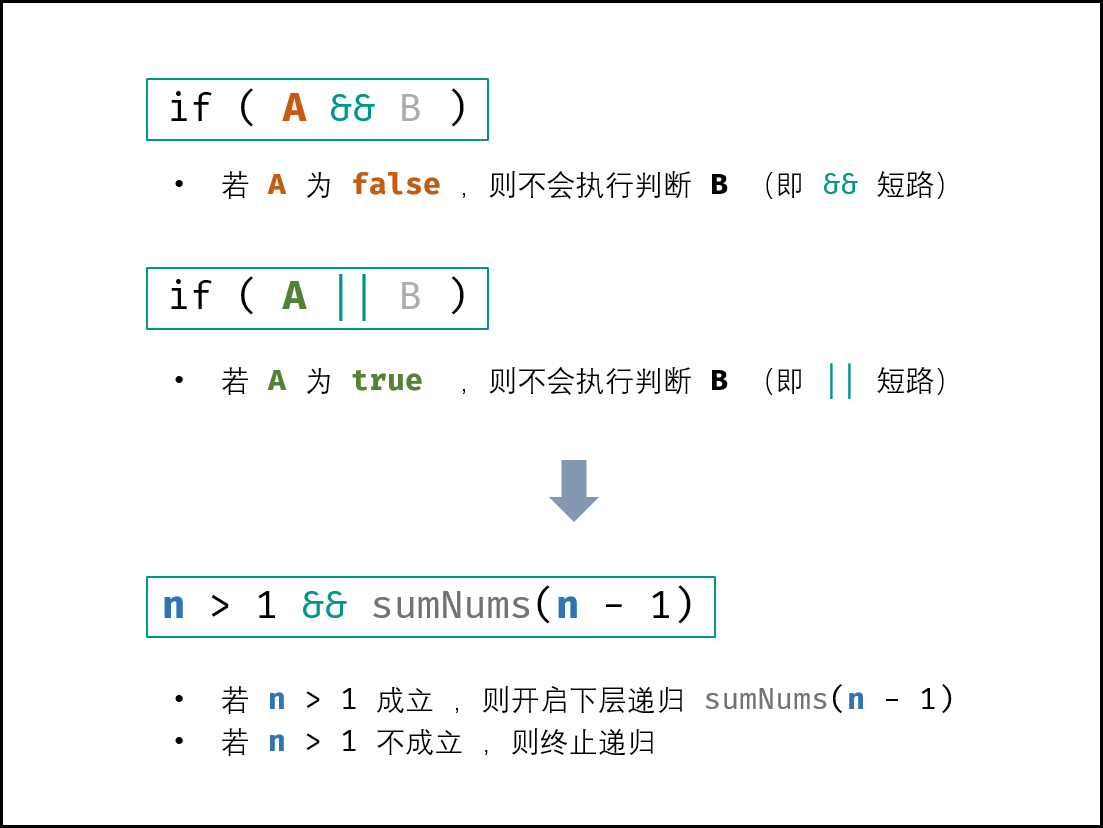 if ( A && B )
• 若 A 为 false ，则不会执行判断 B （即 && 短路）
if ( A || B )
• 若 A 为 true ，则不会执行判断 B （即 || 短路）
n > 1 && sumNums(n - 1)
• 若 n > 1 成立 ，则开启下层递归 sumNums(n - 1)
• 若 n > 1 不成立 ，则终止递归